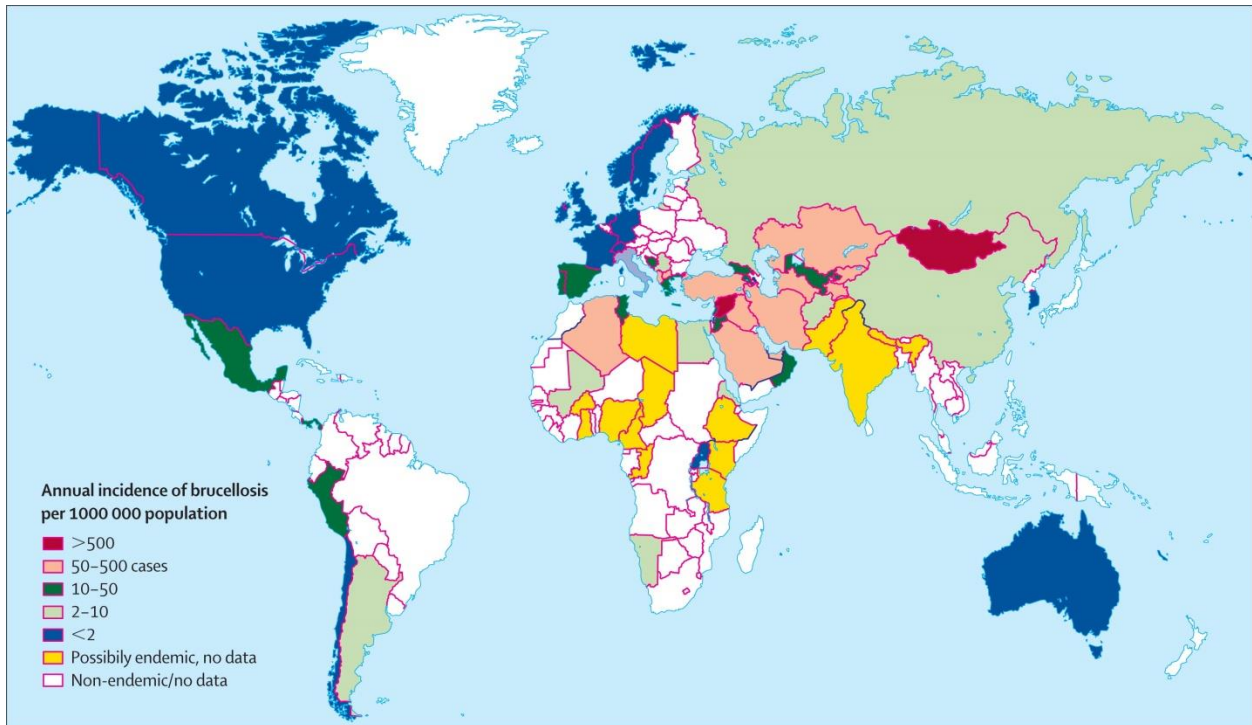 Annual incidence of brucellosis
per 1000 000 population
>500
50–500 cases
10–50
2–10
<2
Possibily endemic, no data
Non-endemic/no data